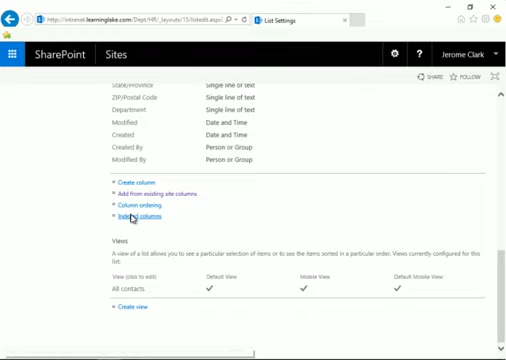 http://intranet.learninglake.com/Dept/HR/_layouts/15/listedit.asp
List Settings
SharePoint
Sites
Jerome Clark
SHARE
FOLLOW
State/Province Single line of text
ZIP/Postal Code Single line of text
Department Single line of text
Modified Date and Time
Created Date and Time
Created By Person or Group
Modified By Person or Group
Create column
Add from existing site columns
Column ordering
Indexed columns
Views
A view of a list allows you to see a particular selection of items or to see the items sorted in a particular order. Views currently configured for this
list:
View (click to edit) Default View Mobile View Default Mobile View
All contacts
Create view